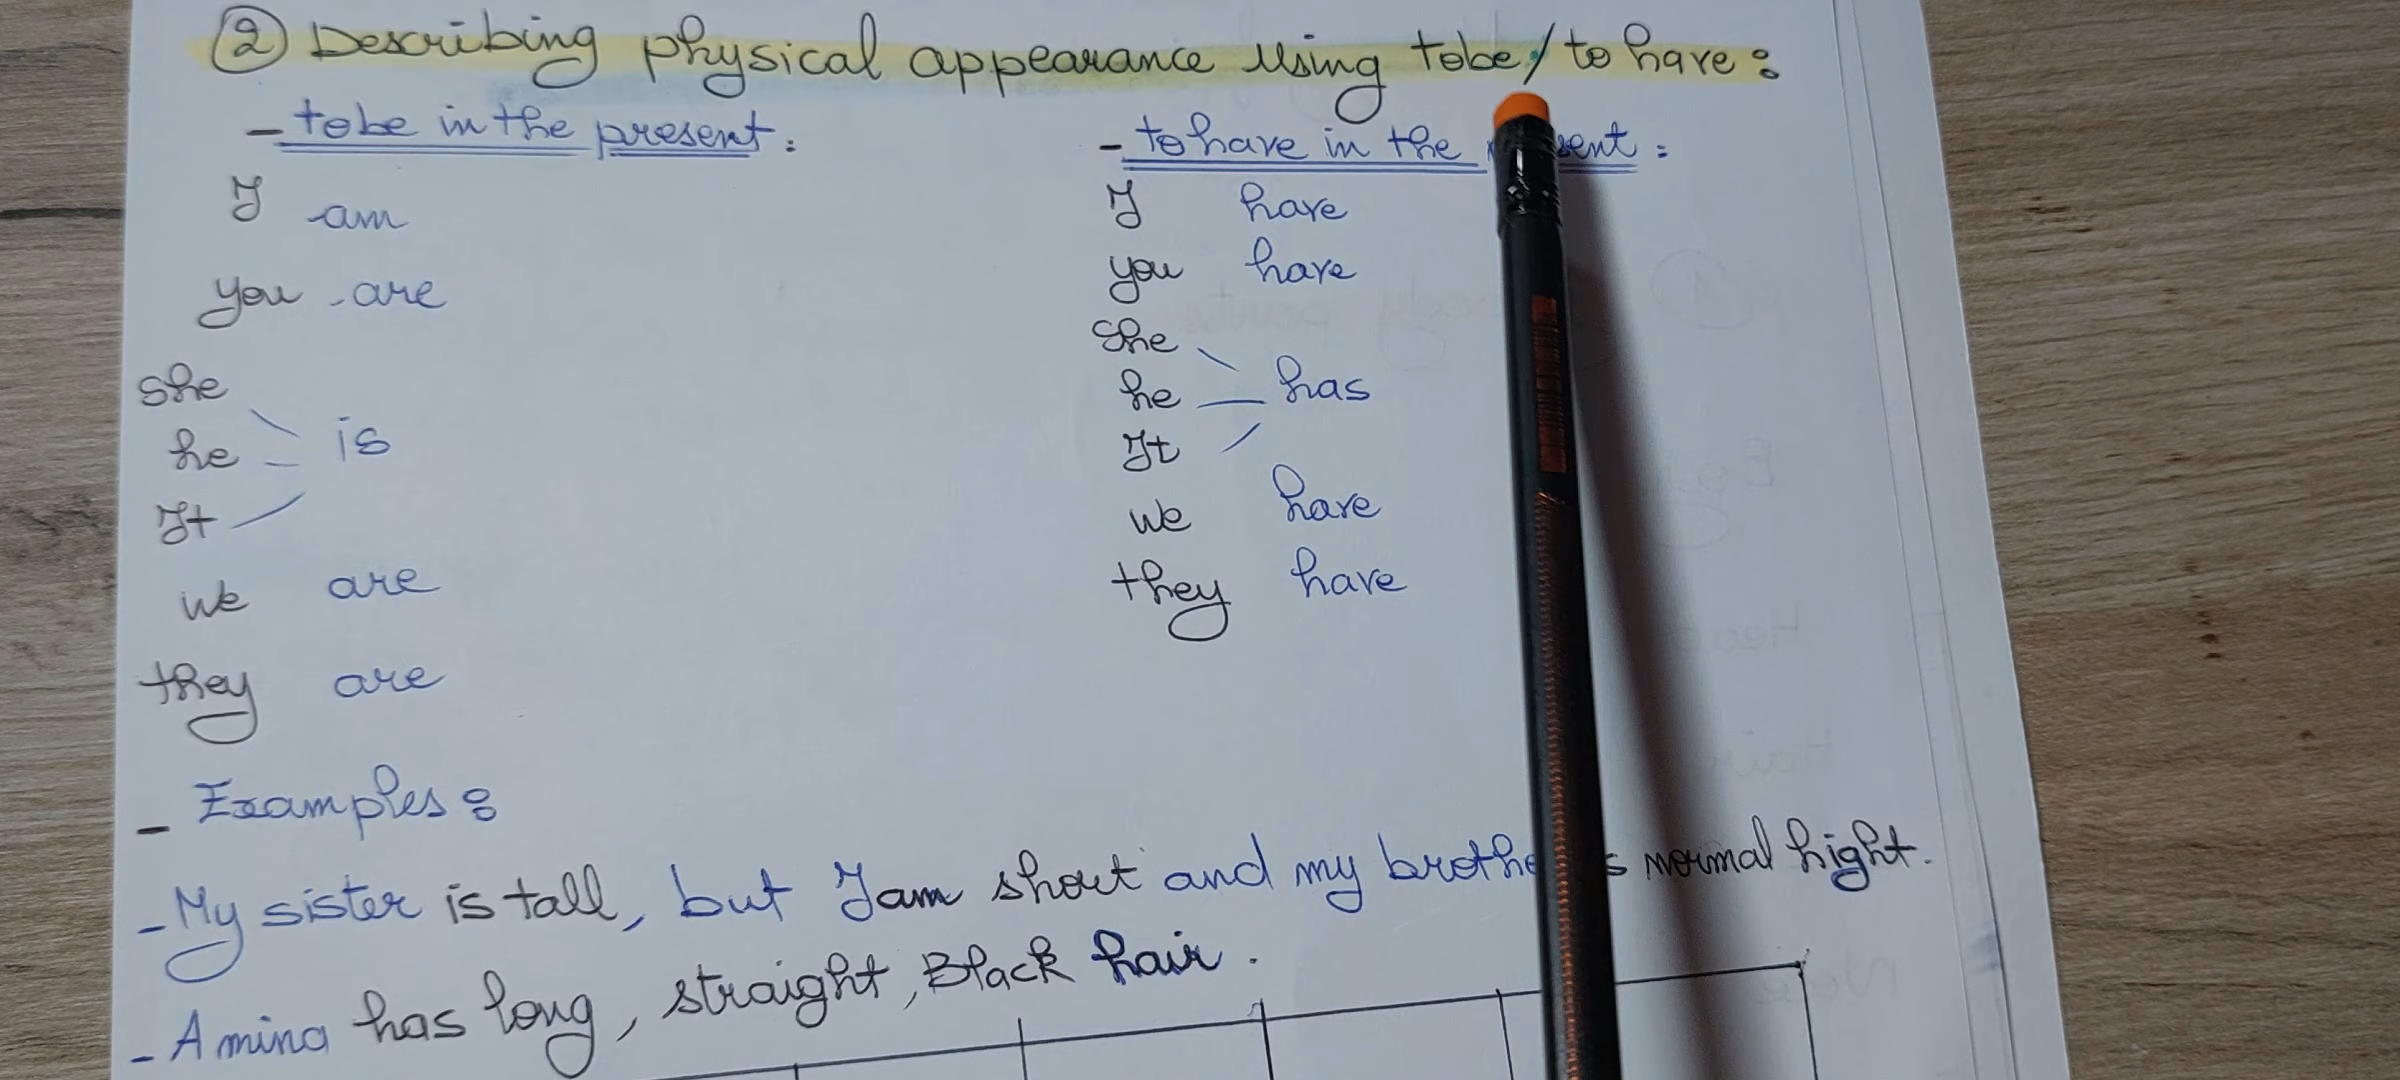 ② Describing physical appearance using tobe/ to have:
- to be in the present:
I am
you are
she
he is
It
we are
they are
- to have in the
I have
you have
she
he has
It
we have
they have
- Examples:
- My sister is tall, but I am short and my normal hight.
- Amina has long, straight, Black hair.